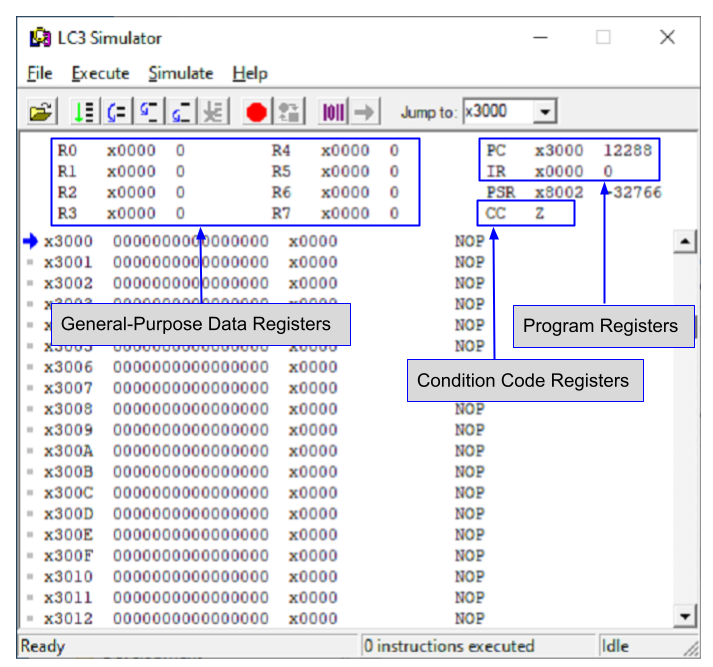 LC3 Simulator
File Execute Simulate Help
Jump to: x3000
R0 x0000 0 R4 x0000 0 PC x3000 12288
R1 x0000 0 R5 x0000 0 IR x0000 0
R2 x0000 0 R6 x0000 0 PSR x8002 -32766
R3 x0000 0 R7 x0000 0 CC Z
x3000 0000000000000000 x0000 NOP
x3001 0000000000000000 x0000 NOP
x3002 0000000000000000 x0000 NOP
NOP
General-Purpose Data Registers NOP Program Registers
NOP
x3006 0000000000000000 x0000 NOP
x3007 0000000000000000 x0000
Condition Code Registers
x3008 0000000000000000 x0000 NOP
x3009 0000000000000000 x0000 NOP
x300A 0000000000000000 x0000 NOP
x300B 0000000000000000 x0000 NOP
x300C 0000000000000000 x0000 NOP
x300D 0000000000000000 x0000 NOP
x300E 0000000000000000 x0000 NOP
x300F 0000000000000000 x0000 NOP
x3010 0000000000000000 x0000 NOP
x3011 0000000000000000 x0000 NOP
x3012 0000000000000000 x0000 NOP
Ready 0 instructions executed Idle